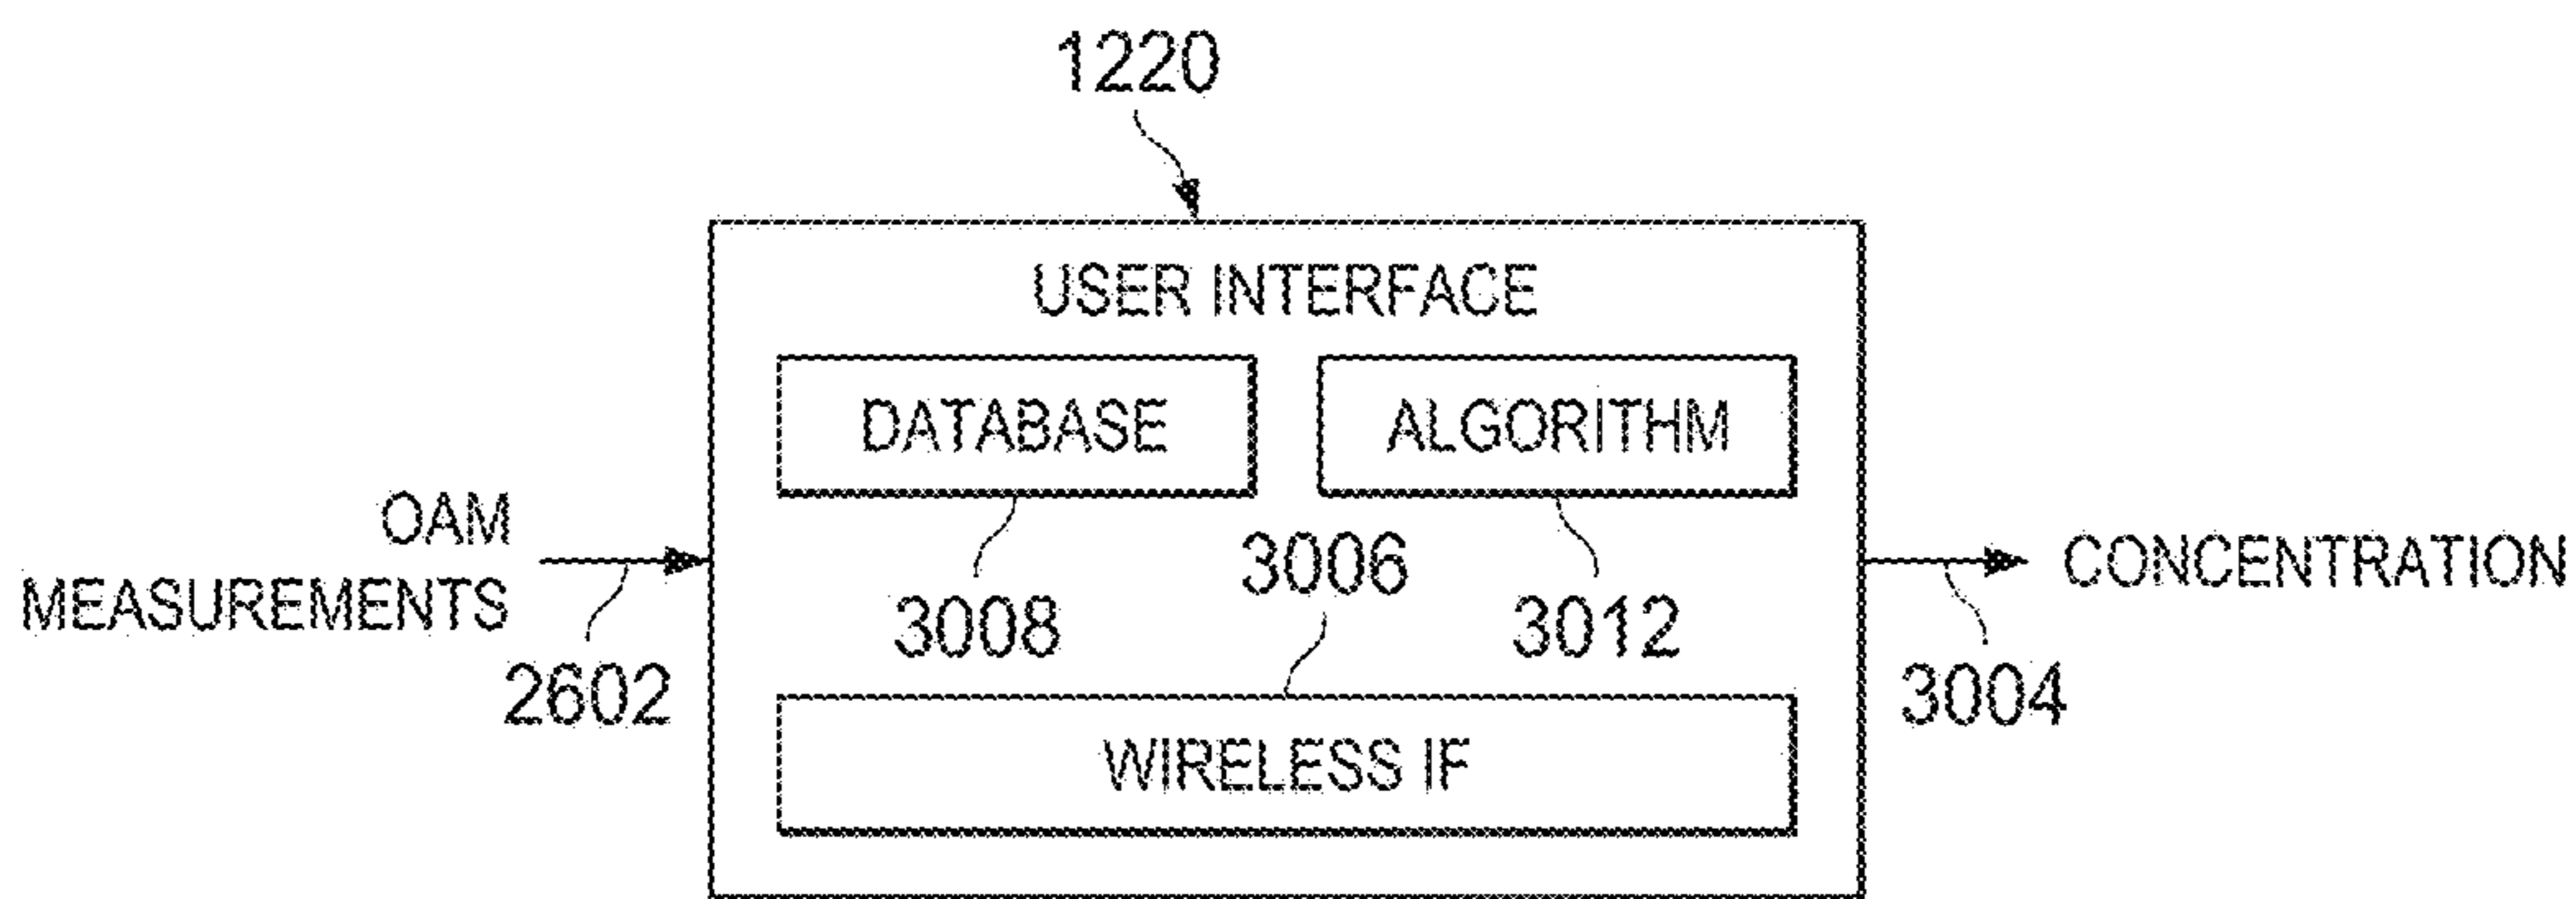 1220
USER INTERFACE
DATABASE
ALGORITHM
OAM
MEASUREMENTS
2602
3008
3006
3012
CONCENTRATION
3004
WIRELESS IF